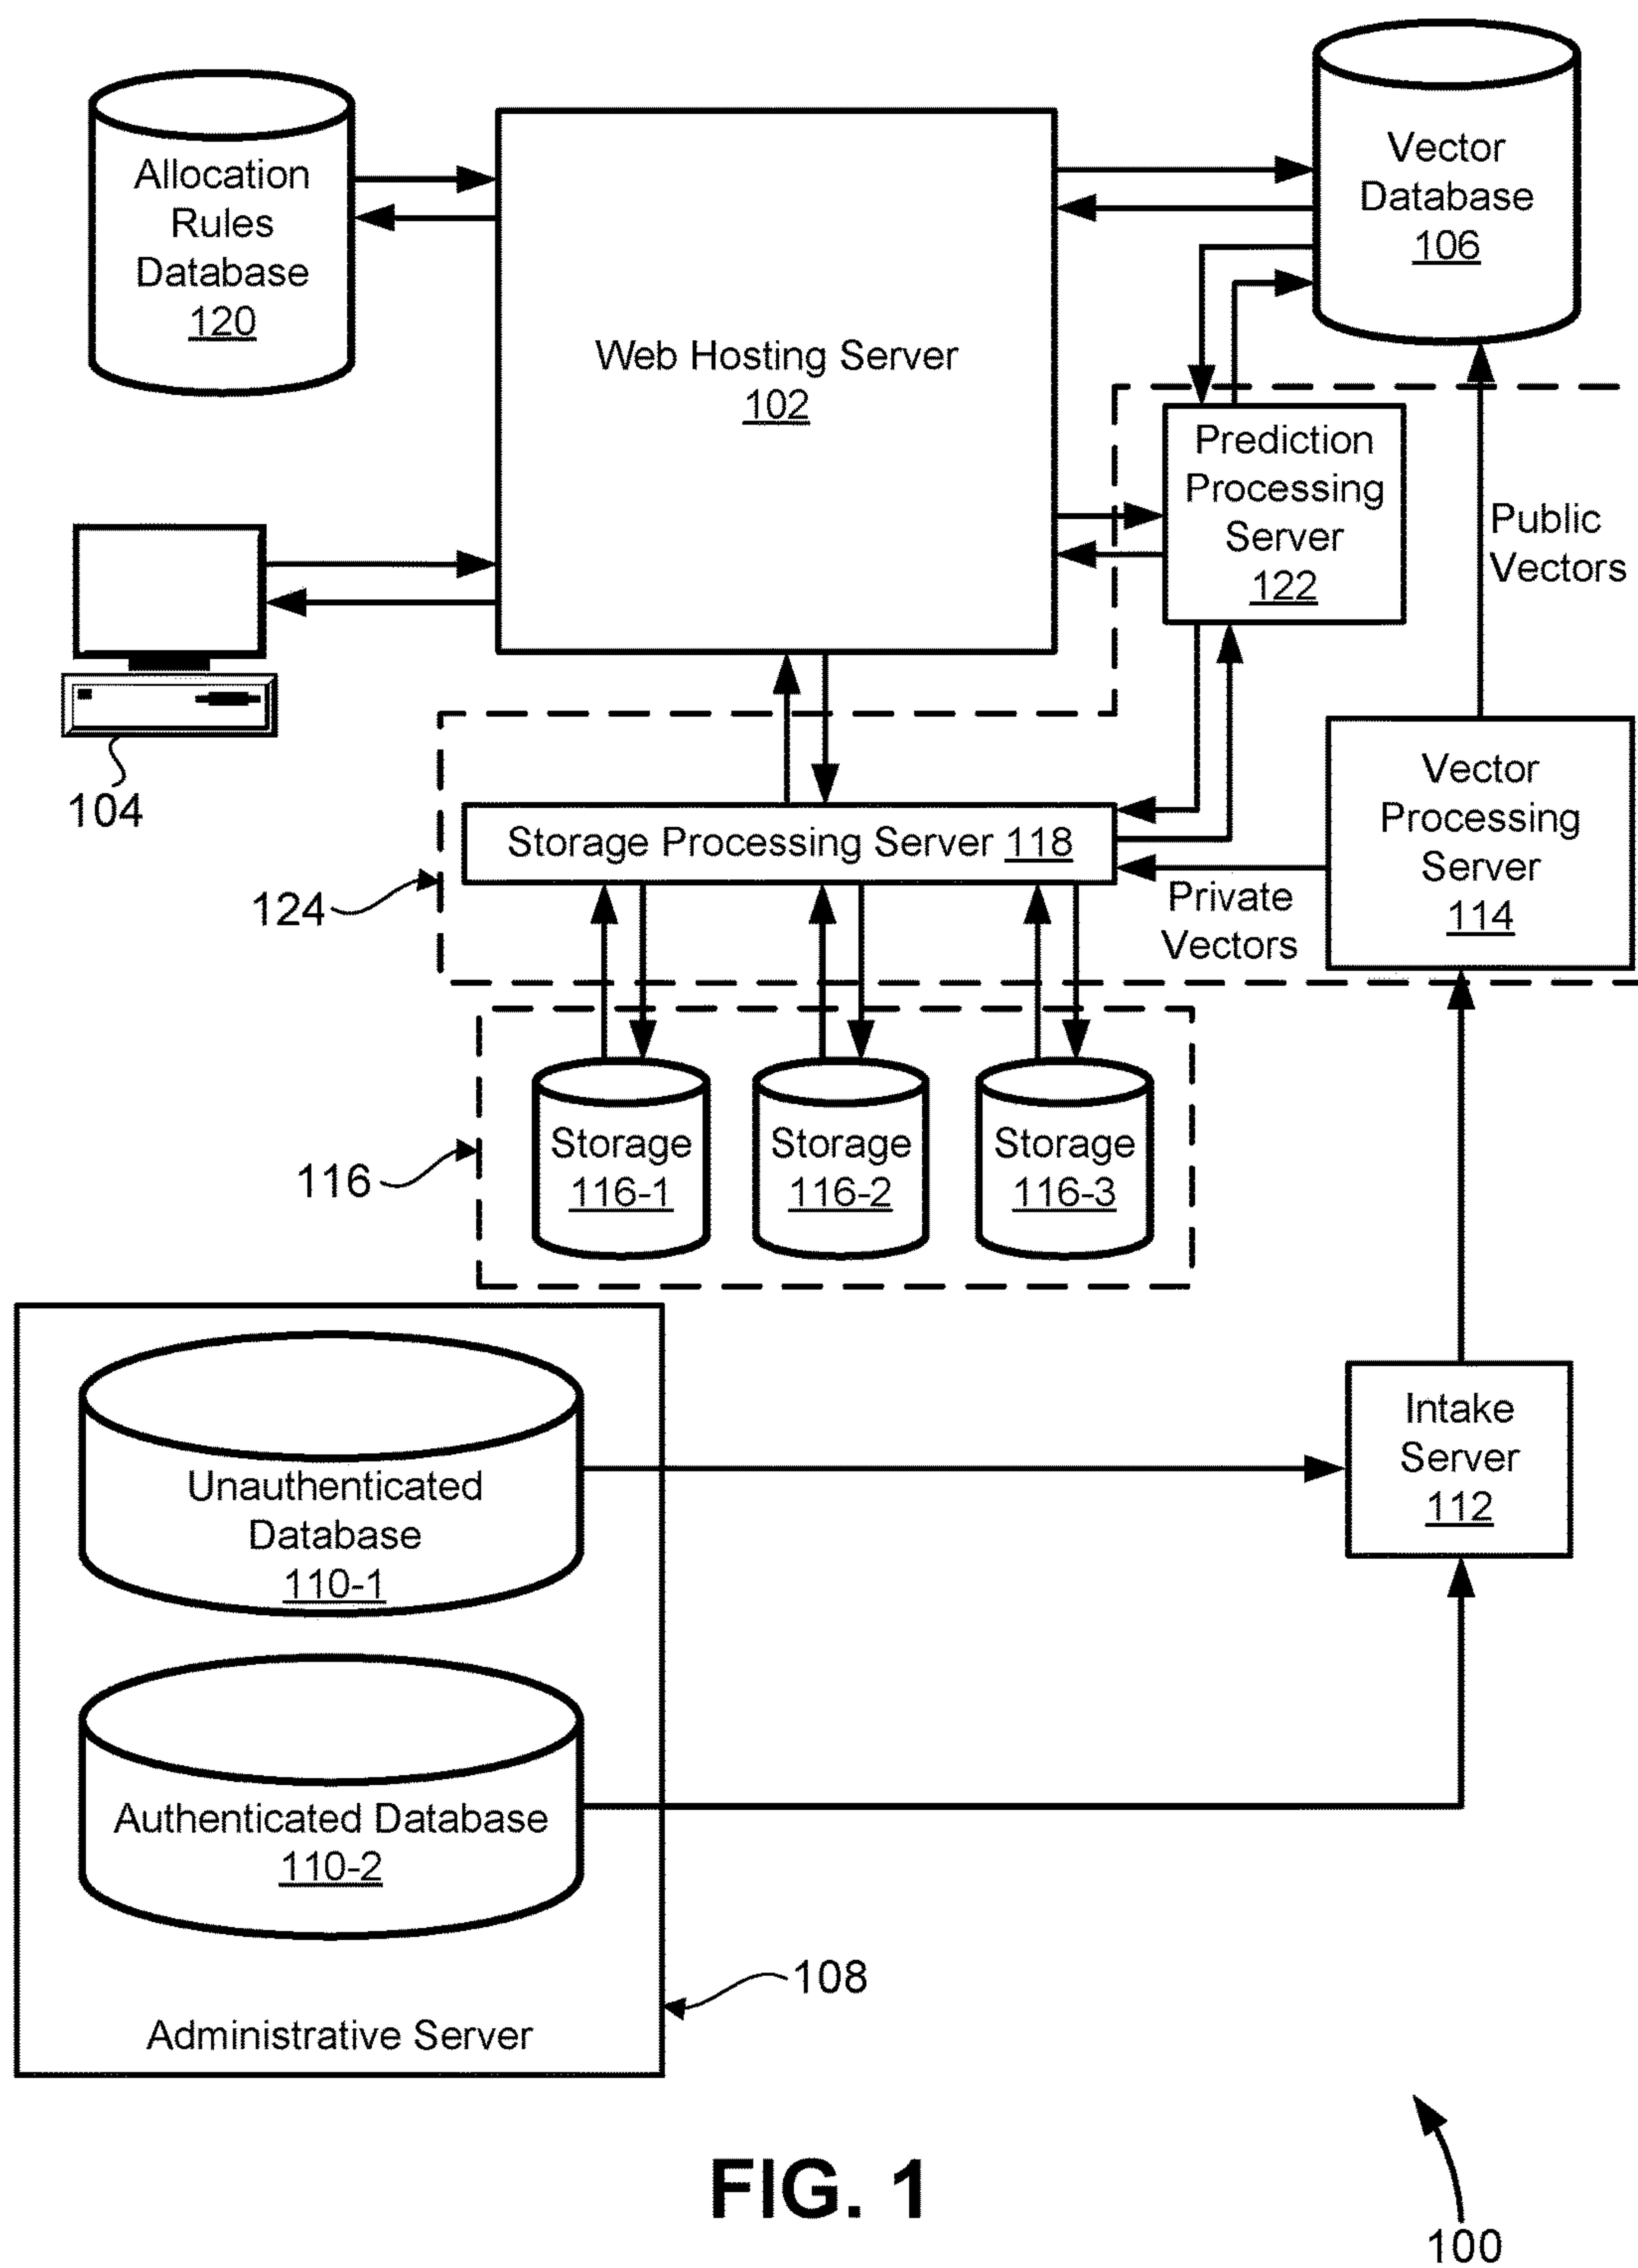 Allocation
Rules
Database
120
Web Hosting Server
102
Vector
Database
106
Prediction
Processing
Server
122
Public
Vectors
104
Storage Processing Server 118
Vector
Processing
Server
114
124
Private
Vectors
116
Storage
116-1
Storage
116-2
Storage
116-3
Unauthenticated
Database
110-1
Intake
Server
112
Authenticated Database
110-2
108
Administrative Server
FIG. 1
100